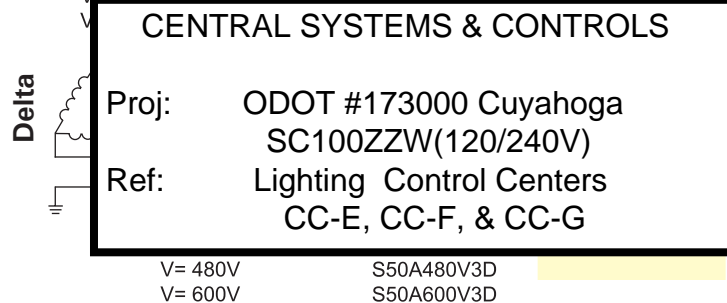 CENTRAL SYSTEMS & CONTROLS
Delta
Proj: ODOT #173000 Cuyahoga
SC100ZZW(120/240V)
Ref: Lighting Control Centers
CC-E, CC-F, & CC-G
V= 480V S50A480V3D
V= 600V S50A600V3D